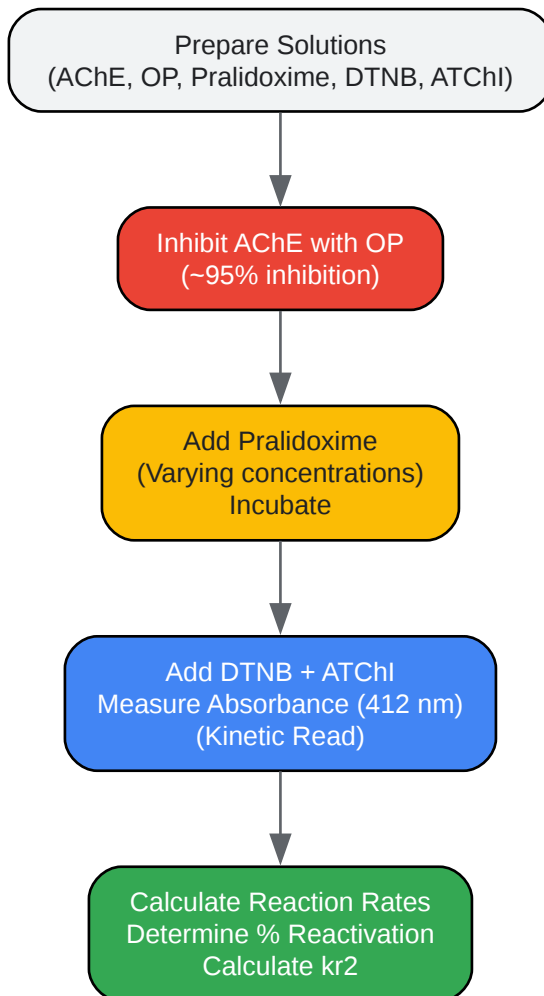 Prepare Solutions
(AChE, OP, Pralidoxime, DTNB, ATChI)
Inhibit AChE with OP
(~95% inhibition)
Add Pralidoxime
(Varying concentrations)
Incubate
Add DTNB + ATChI
Measure Absorbance (412 nm)
(Kinetic Read)
Calculate Reaction Rates
Determine % Reactivation
Calculate kr2